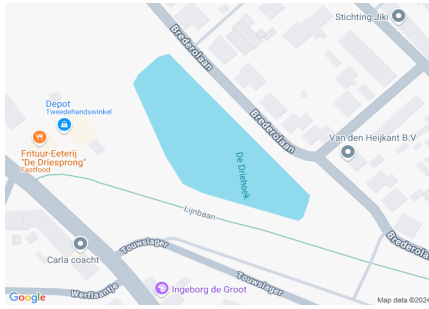 Stichting Jiki
Brederolaan
Depot
Tweedehandswinkel
Frituur-Eeterij
"De Driesprong"
Fastfood
Brederolaan
Van den Heijkant B.V
De Driehoek
Lijnbaan
Touwslager
Carla coacht
Brederola
Werflaantje
Ingeborg de Groot
Touwslager
Google
Map data ©2024